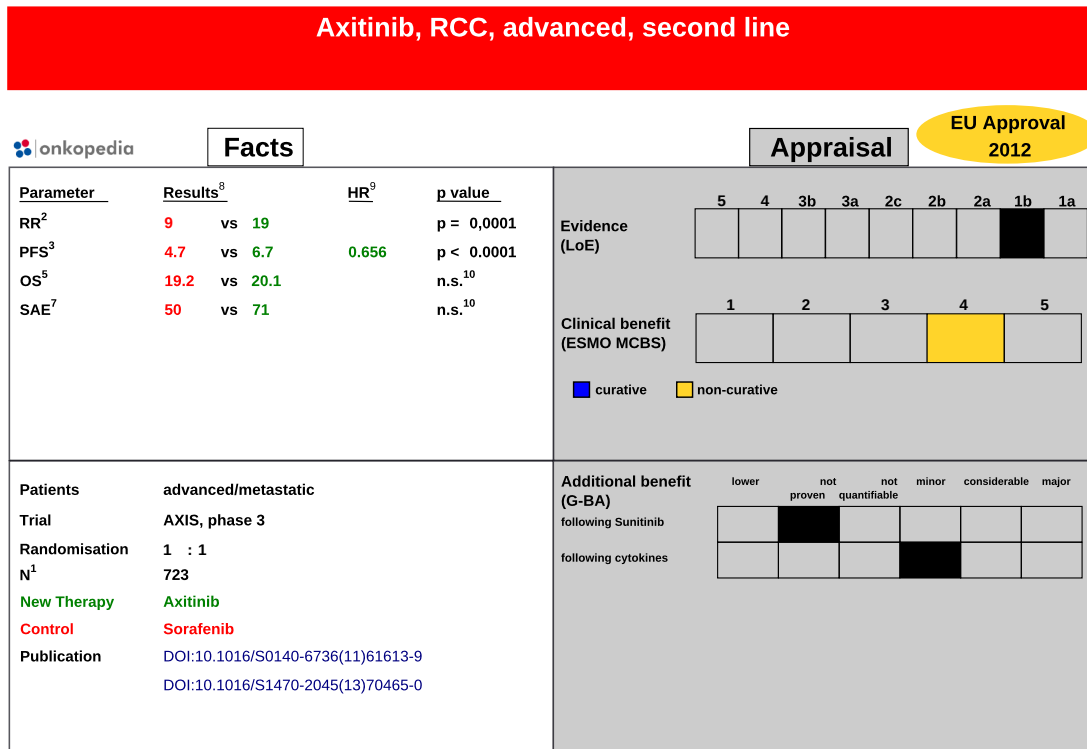 Axitinib, RCC, advanced, second line
onkopedia
Facts
Appraisal
EU Approval
2012
Parameter Results8 HR9 p value
RR2 9 vs 19 p = 0,0001
PFS3 4.7 vs 6.7 0.656 p < 0.0001
OS5 19.2 vs 20.1 n.s.10
SAE7 50 vs 71 n.s.10
5 4 3b 3a 2c 2b 2a 1b 1a
Evidence
(LoE)
1 2 3 4 5
Clinical benefit
(ESMO MCBS)
curative non-curative
Patients advanced/metastatic
Trial AXIS, phase 3
Randomisation 1 : 1
N1 723
New Therapy Axitinib
Control Sorafenib
Publication DOI:10.1016/S0140-6736(11)61613-9
DOI:10.1016/S1470-2045(13)70465-0
Additional benefit
(G-BA)
lower not not minor considerable major
proven quantifiable
following Sunitinib
following cytokines